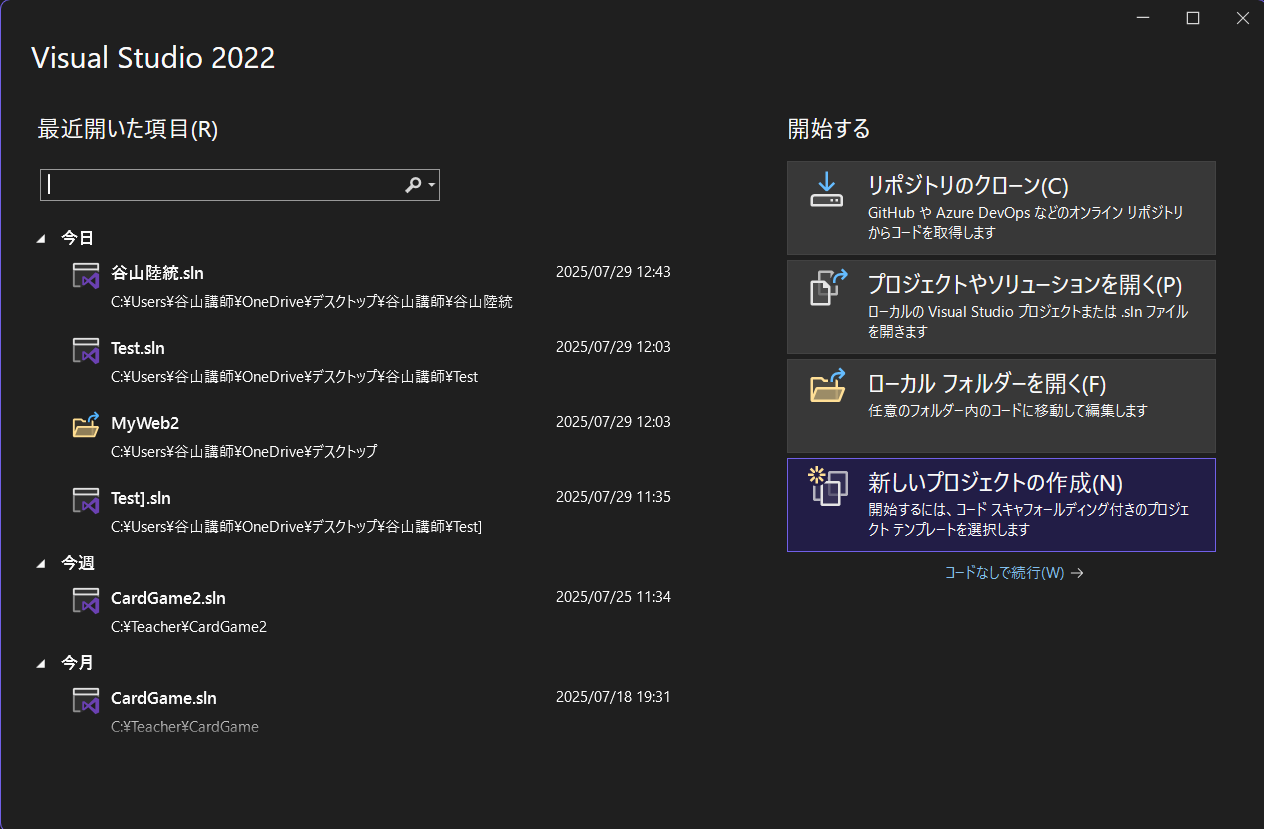 Visual Studio 2022
最近開いた項目(R)
今日
谷山陸統.sln 2025/07/29 12:43
C:¥Users¥谷山講師¥OneDrive¥デスクトップ¥谷山講師¥谷山陸統
Test.sln 2025/07/29 12:03
C:¥Users¥谷山講師¥OneDrive¥デスクトップ¥谷山講師¥Test
MyWeb2 2025/07/29 12:03
C:¥Users¥谷山講師¥OneDrive¥デスクトップ
Test].sln 2025/07/29 11:35
C:¥Users¥谷山講師¥OneDrive¥デスクトップ¥谷山講師¥Test]
今週
CardGame2.sln 2025/07/25 11:34
C:¥Teacher¥CardGame2
今月
CardGame.sln 2025/07/18 19:31
C:¥Teacher¥CardGame
開始する
リポジトリのクローン(C)
GitHub や Azure DevOps などのオンライン リポジトリ
からコードを取得します
プロジェクトやソリューションを開く(P)
ローカルの Visual Studio プロジェクトまたは .sln ファイル
を開きます
ローカル フォルダーを開く(F)
任意のフォルダー内のコードに移動して編集します
新しいプロジェクトの作成(N)
開始するには、コード スキャフォールディング付きのプロジェ
クト テンプレートを選択します
コードなしで続行(W) →